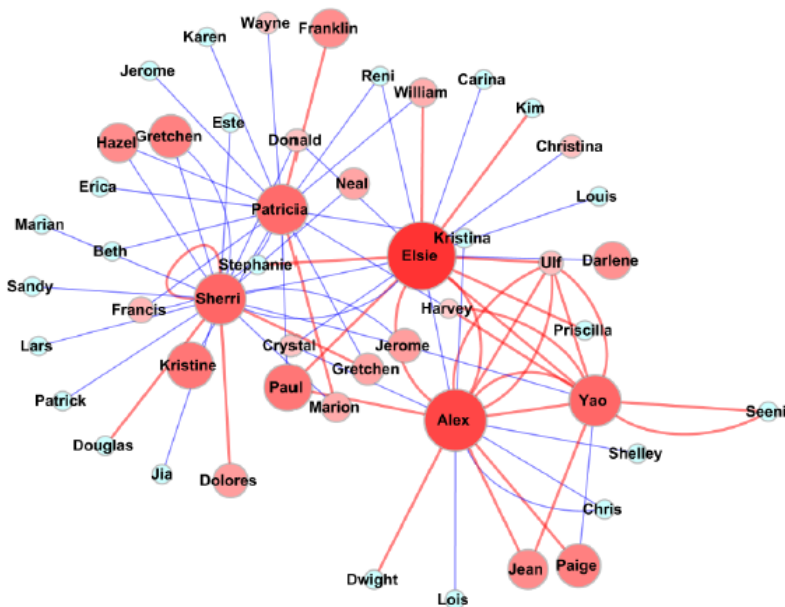 Wayne
Franklin
Karen
Jerome
Reni
William
Carina
Kim
Este
Hazel
Gretchen
Donald
Christina
Neal
Erica
Patricia
Louis
Marian
Beth
Kristina
Stephanie
Elsie
Ulf
Darlene
Sandy
Sherri
Francis
Harvey
Priscilla
Lars
Crystal
Jerome
Kristine
Gretchen
Paul
Marion
Patrick
Alex
Yao
Seeni
Douglas
Shelley
Jia
Dolores
Chris
Dwight
Jean
Paige
Lois